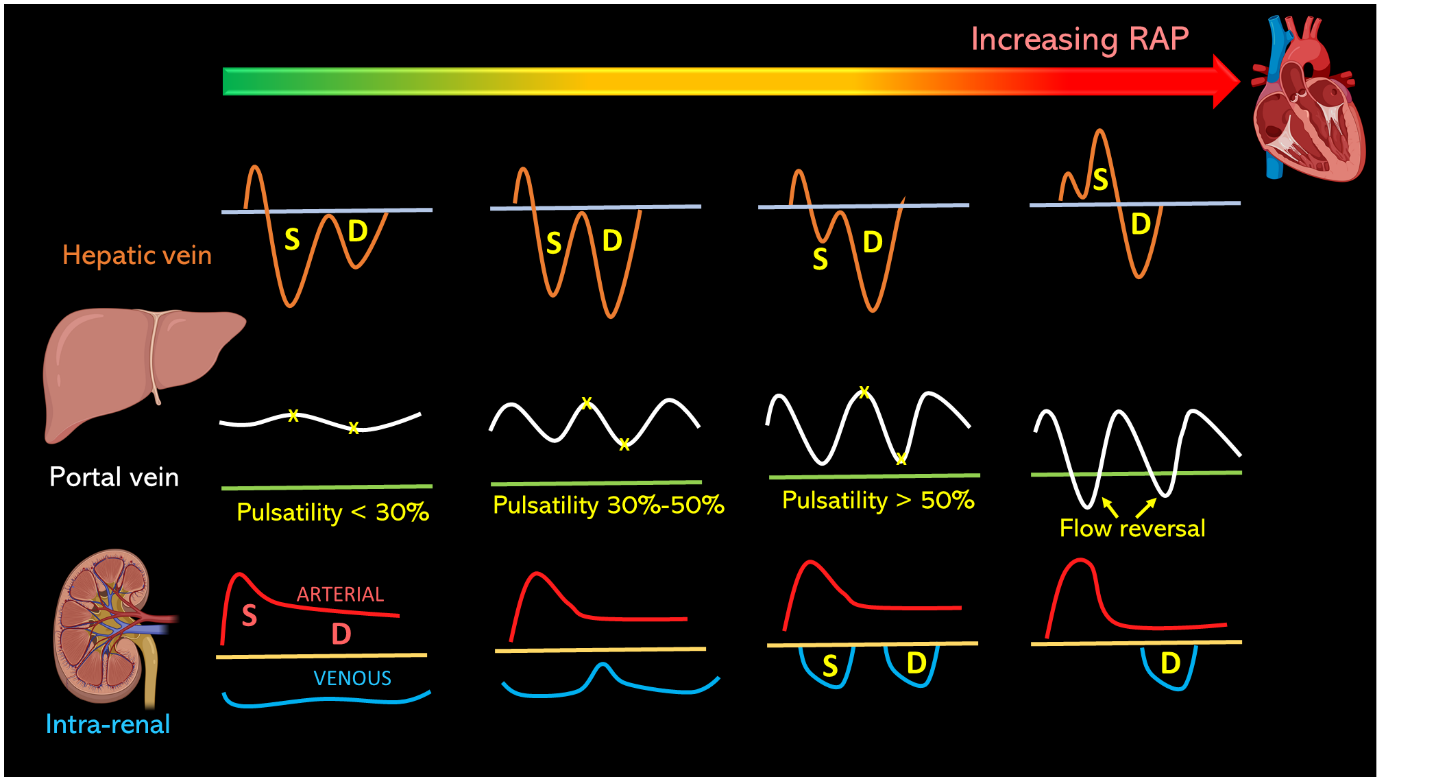 Increasing RAP
S
D
S
D
S
D
S
D
Hepatic vein
x
x
x
x
x
x
Portal vein
Pulsatility < 30%
Pulsatility 30%-50%
Pulsatility > 50%
Flow reversal
ARTERIAL
S
D
VENOUS
S
D
D
Intra-renal